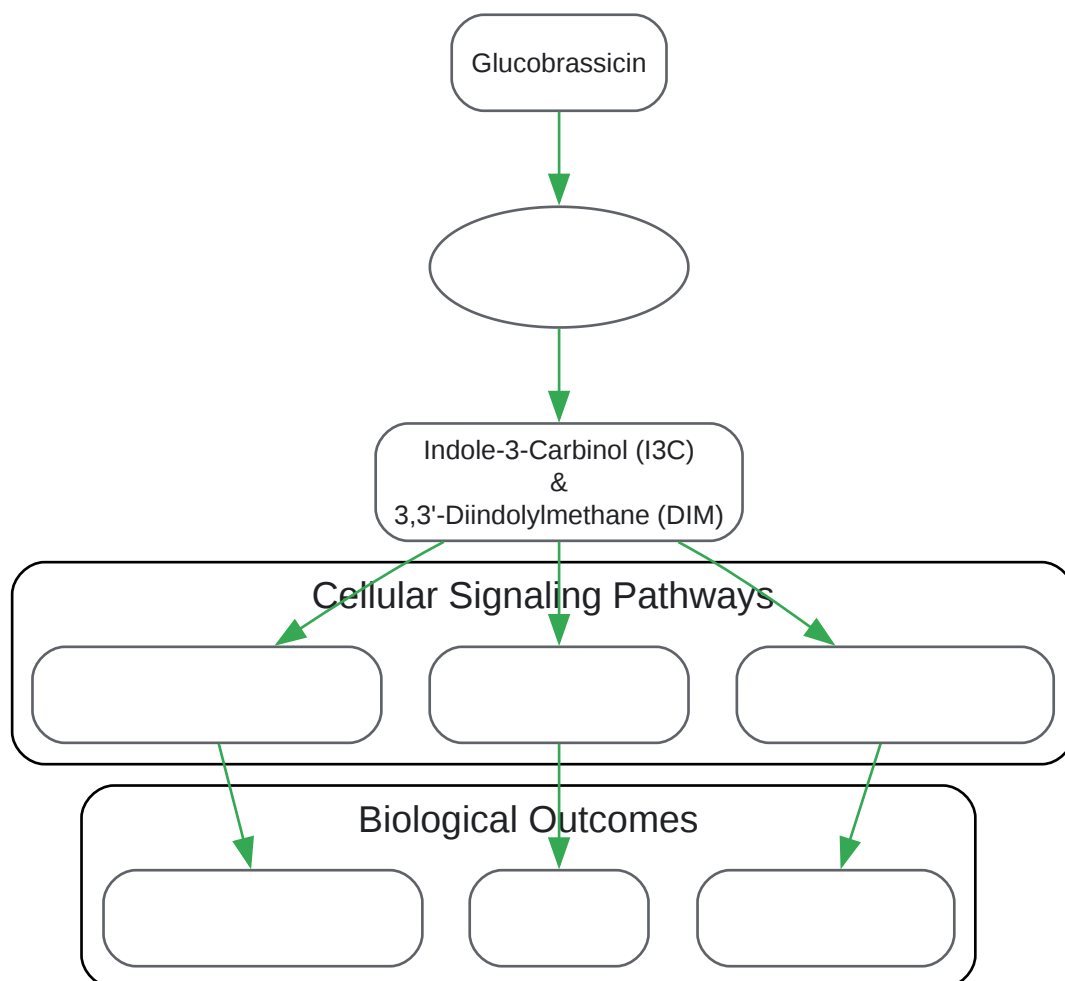 Glucobrassicin
Indole-3-Carbinol (I3C)
&
3,3'-Diindolylmethane (DIM)
Cellular Signaling Pathways
Biological Outcomes